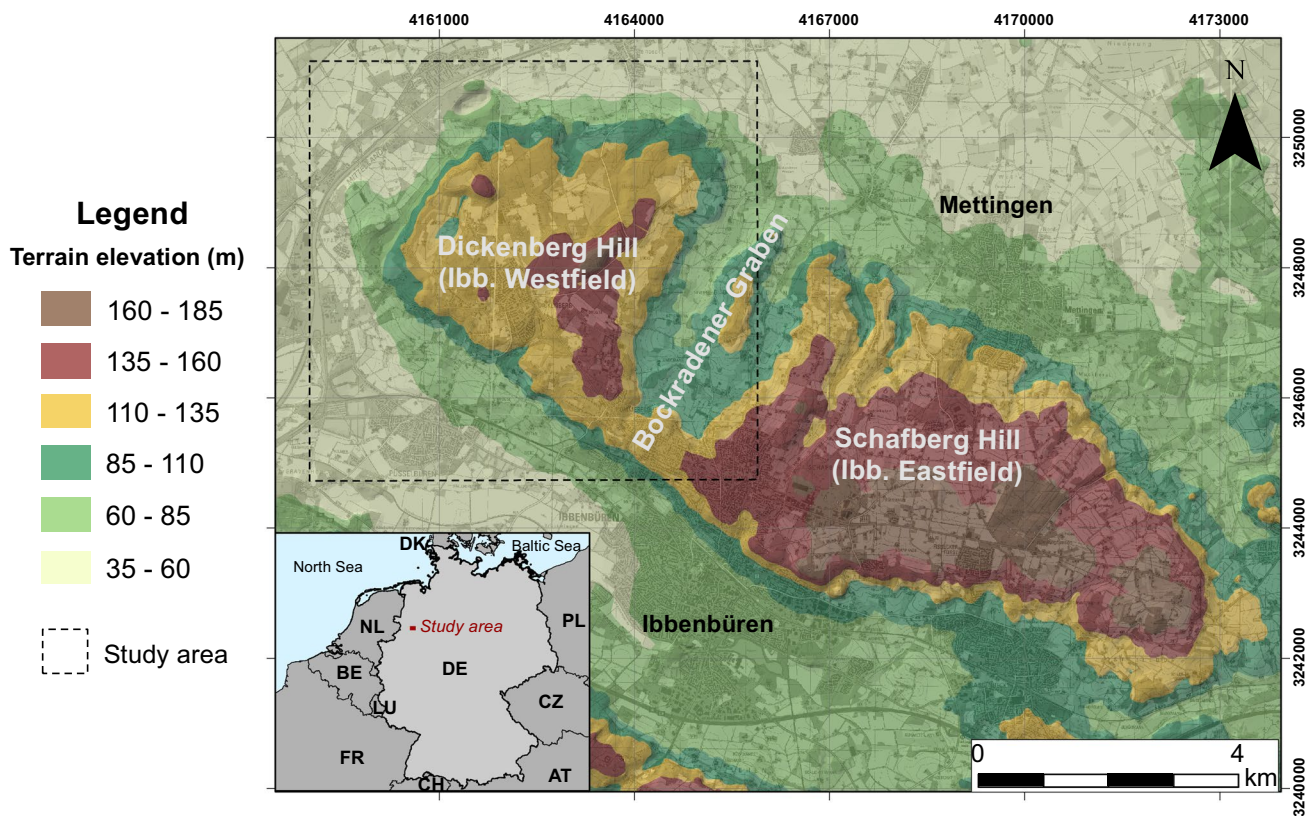 4161000 4164000 4167000 4170000 4173000
N
3250000
3248000
3246000
3244000
3242000
3240000
Legend
Terrain elevation (m)
160 - 185
135 - 160
110 - 135
85 - 110
60 - 85
35 - 60
Study area
Mettingen
Dickenberg Hill
(Ibb. Westfield)
Bockradener Graben
Mettingen
Schafberg Hill
(Ibb. Eastfield)
IBBENBÜREN
Ibbenbüren
DK
Baltic Sea
North Sea
NL
Study area
PL
BE
DE
LU
CZ
FR
AT
CH
0 4
km